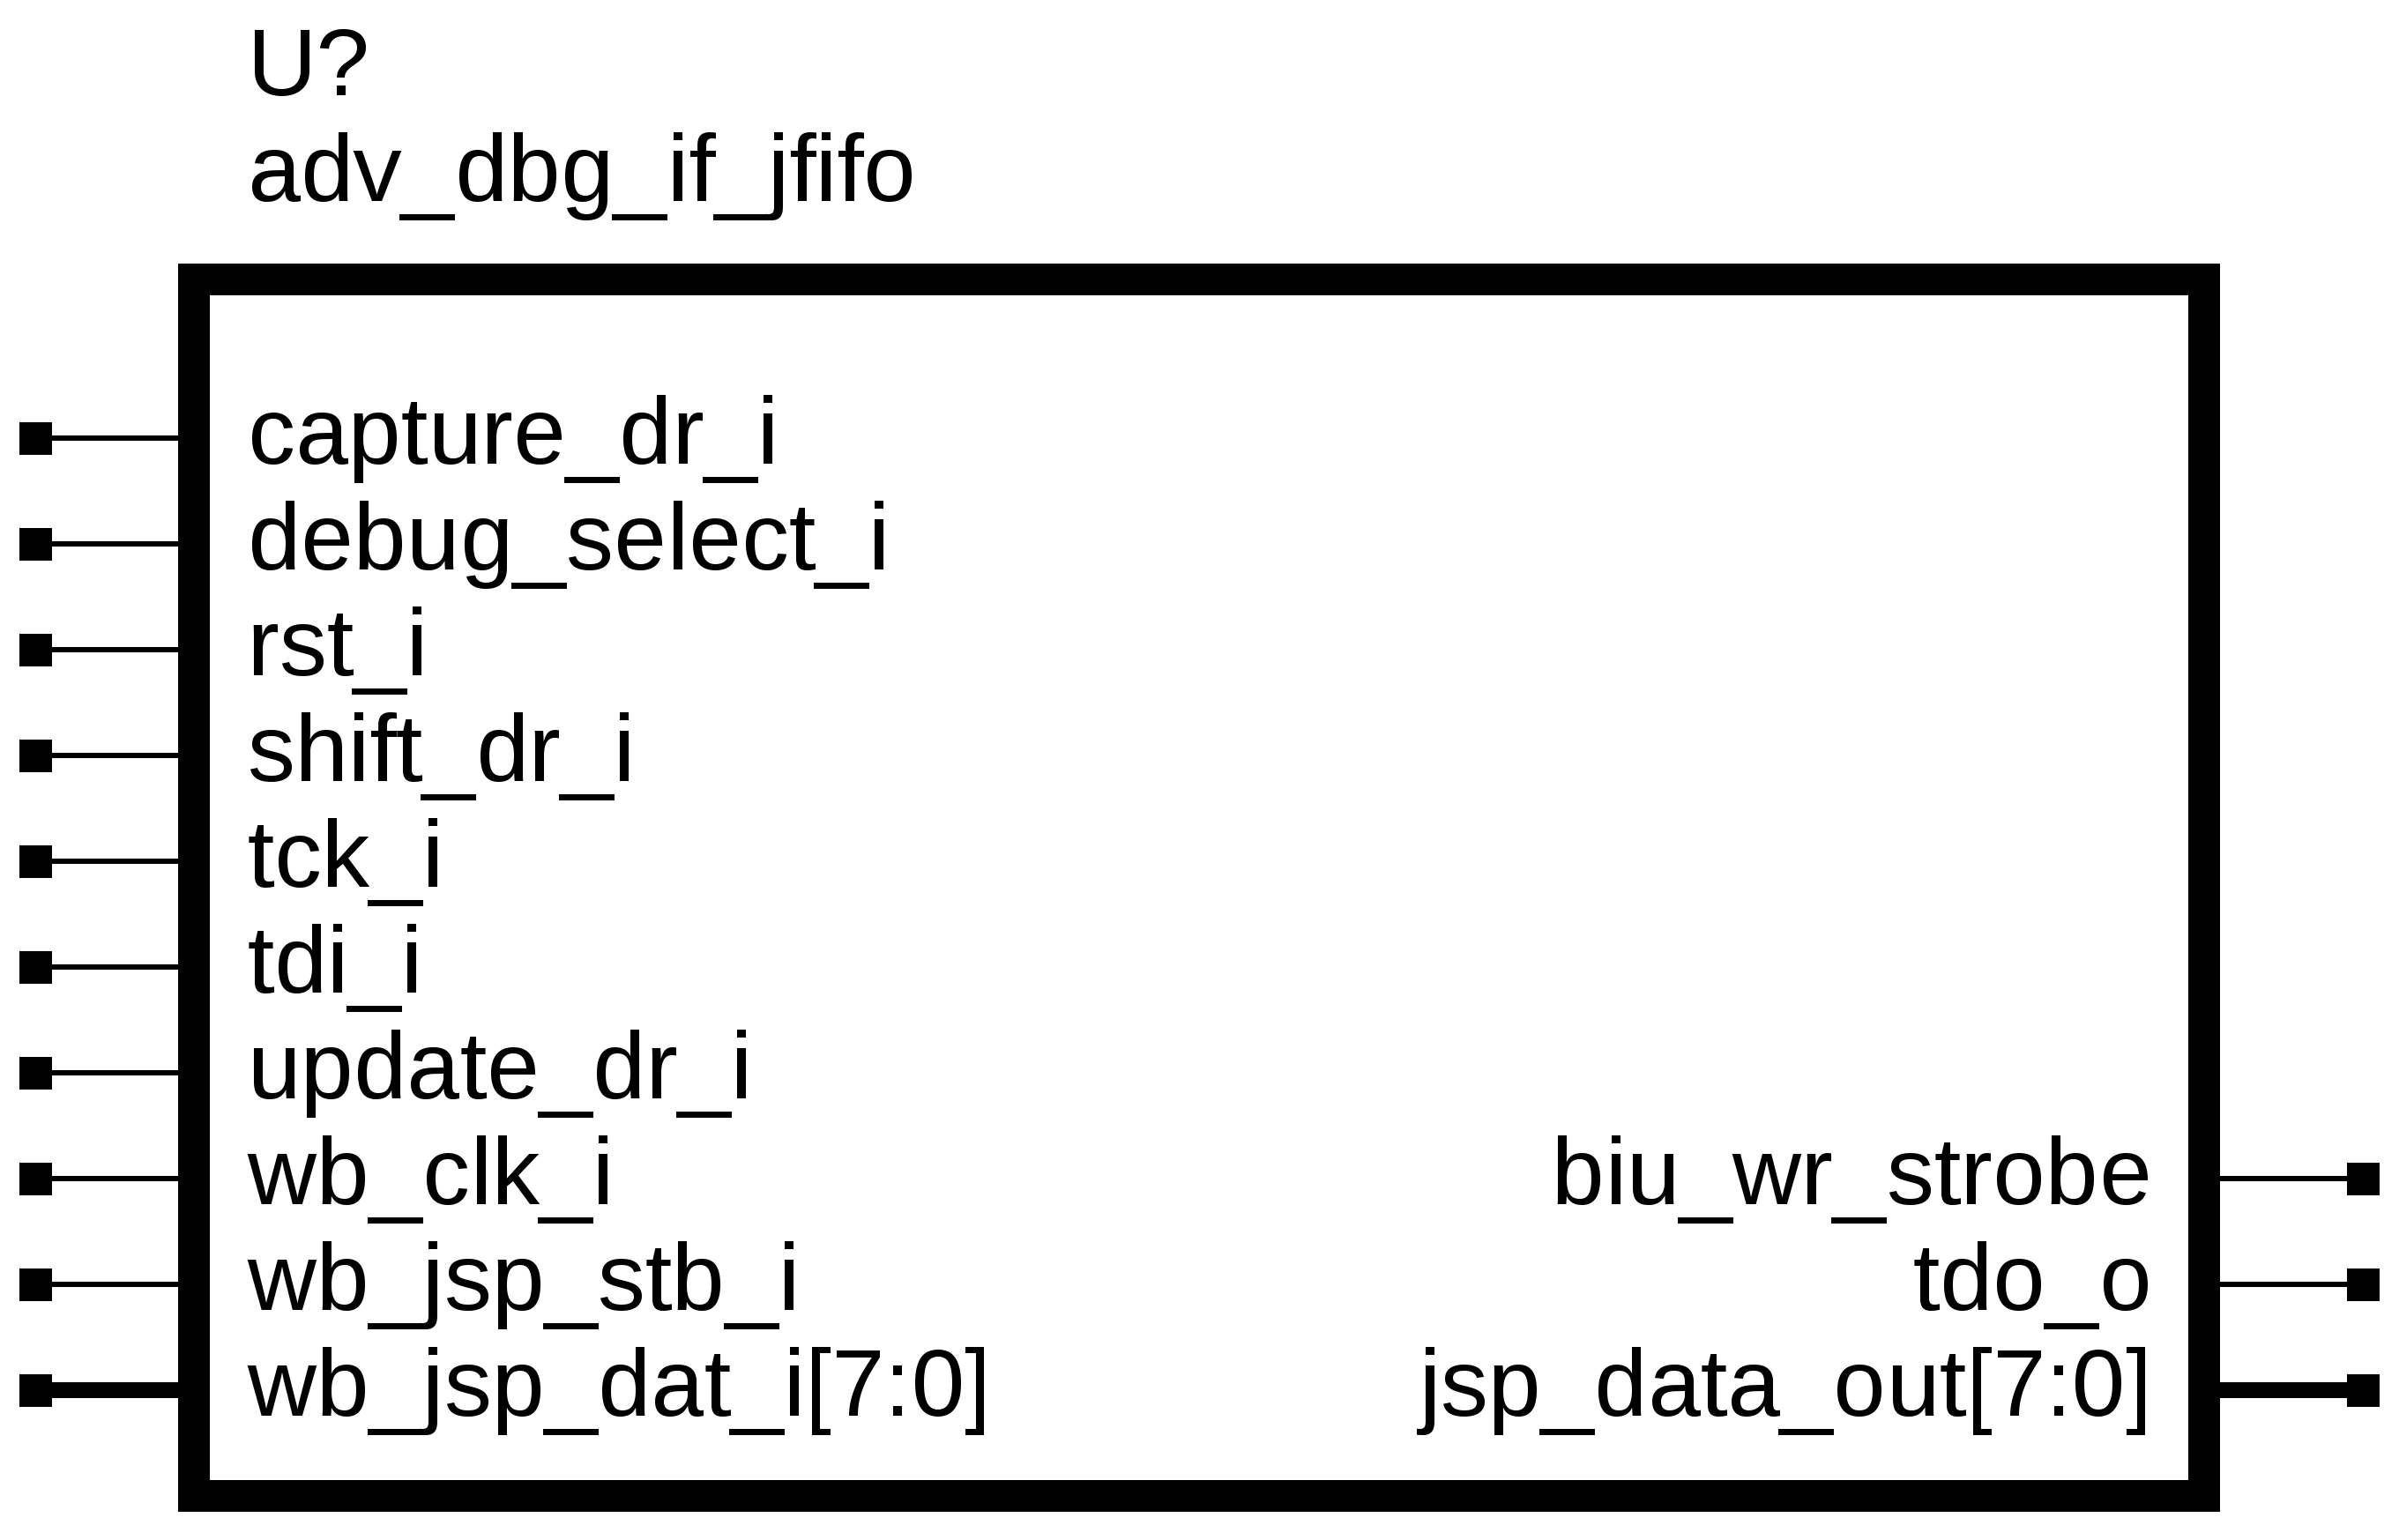 U?
adv_dbg_if_jfifo
capture_dr_i
debug_select_i
rst_i
shift_dr_i
tck_i
tdi_i
update_dr_i
wb_clk_i biu_wr_strobe
wb_jsp_stb_i tdo_o
wb_jsp_dat_i[7:0] jsp_data_out[7:0]